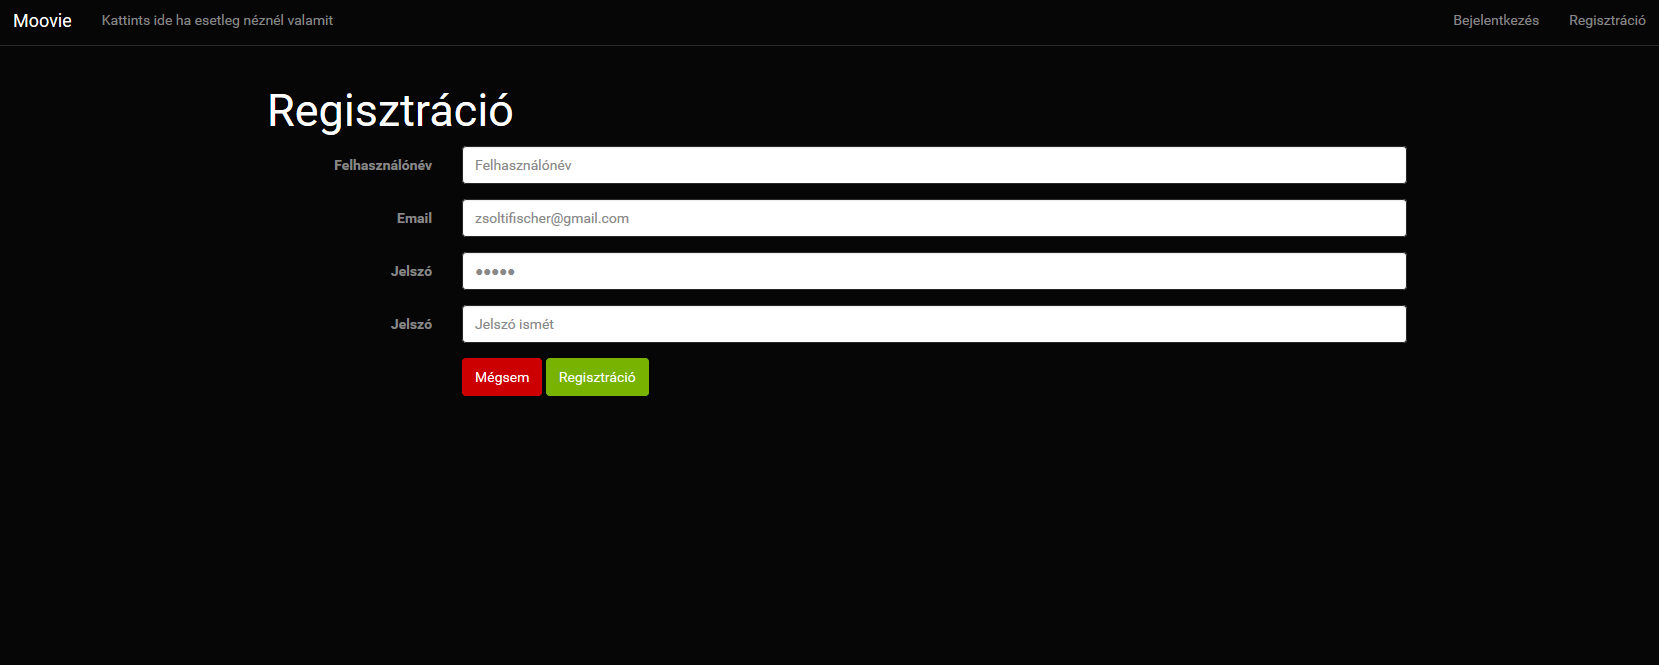 Moovie Kattints ide ha esetleg néznél valamit Bejelentkezés Regisztráció
Regisztráció
Felhasználónév Felhasználónév
Email zsoltifischer@gmail.com
Jelszó •••••
Jelszó Jelszó ismét
Mégsem Regisztráció